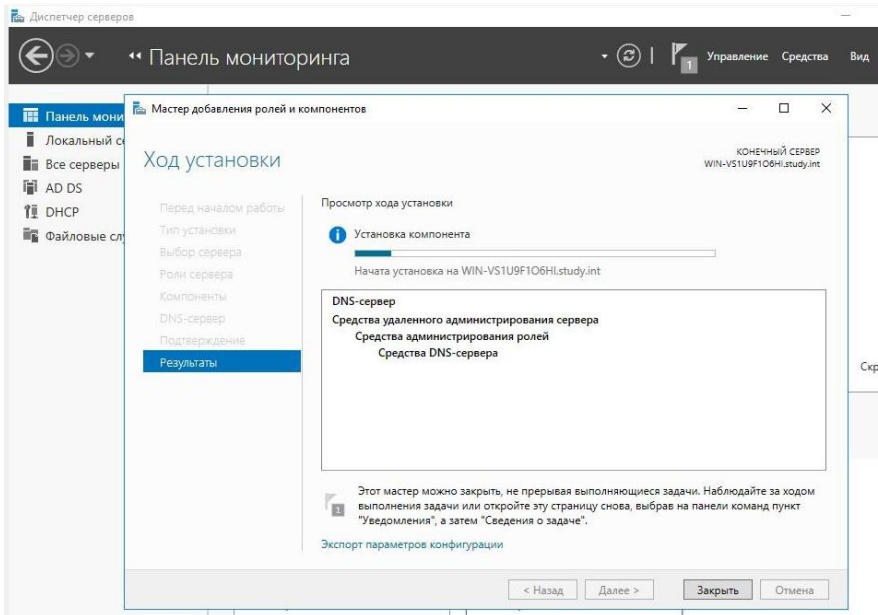 Диспетчер серверов
Панель мониторинга
1
Управление Средства Вид
Панель мони
Локальный се
Все серверы
AD DS
DHCP
Файловые слу
Мастер добавления ролей и компонентов
Ход установки
КОНЕЧНЫЙ СЕРВЕР
WIN-VS1U9F1O6HI.study.int
Перед началом работы
Тип установки
Выбор сервера
Роли сервера
Компоненты
DNS-сервер
Подтверждение
Результаты
Просмотр хода установки
Установка компонента
Начата установка на WIN-VS1U9F1O6HI.study.int
DNS-сервер
Средства удаленного администрирования сервера
Средства администрирования ролей
Средства DNS-сервера
1
Этот мастер можно закрыть, не прерывая выполняющиеся задачи. Наблюдайте за ходом
выполнения задачи или откройте эту страницу снова, выбрав на панели команд пункт
"Уведомления", а затем "Сведения о задаче".
Экспорт параметров конфигурации
< Назад Далее > Закрыть Отмена
Скр